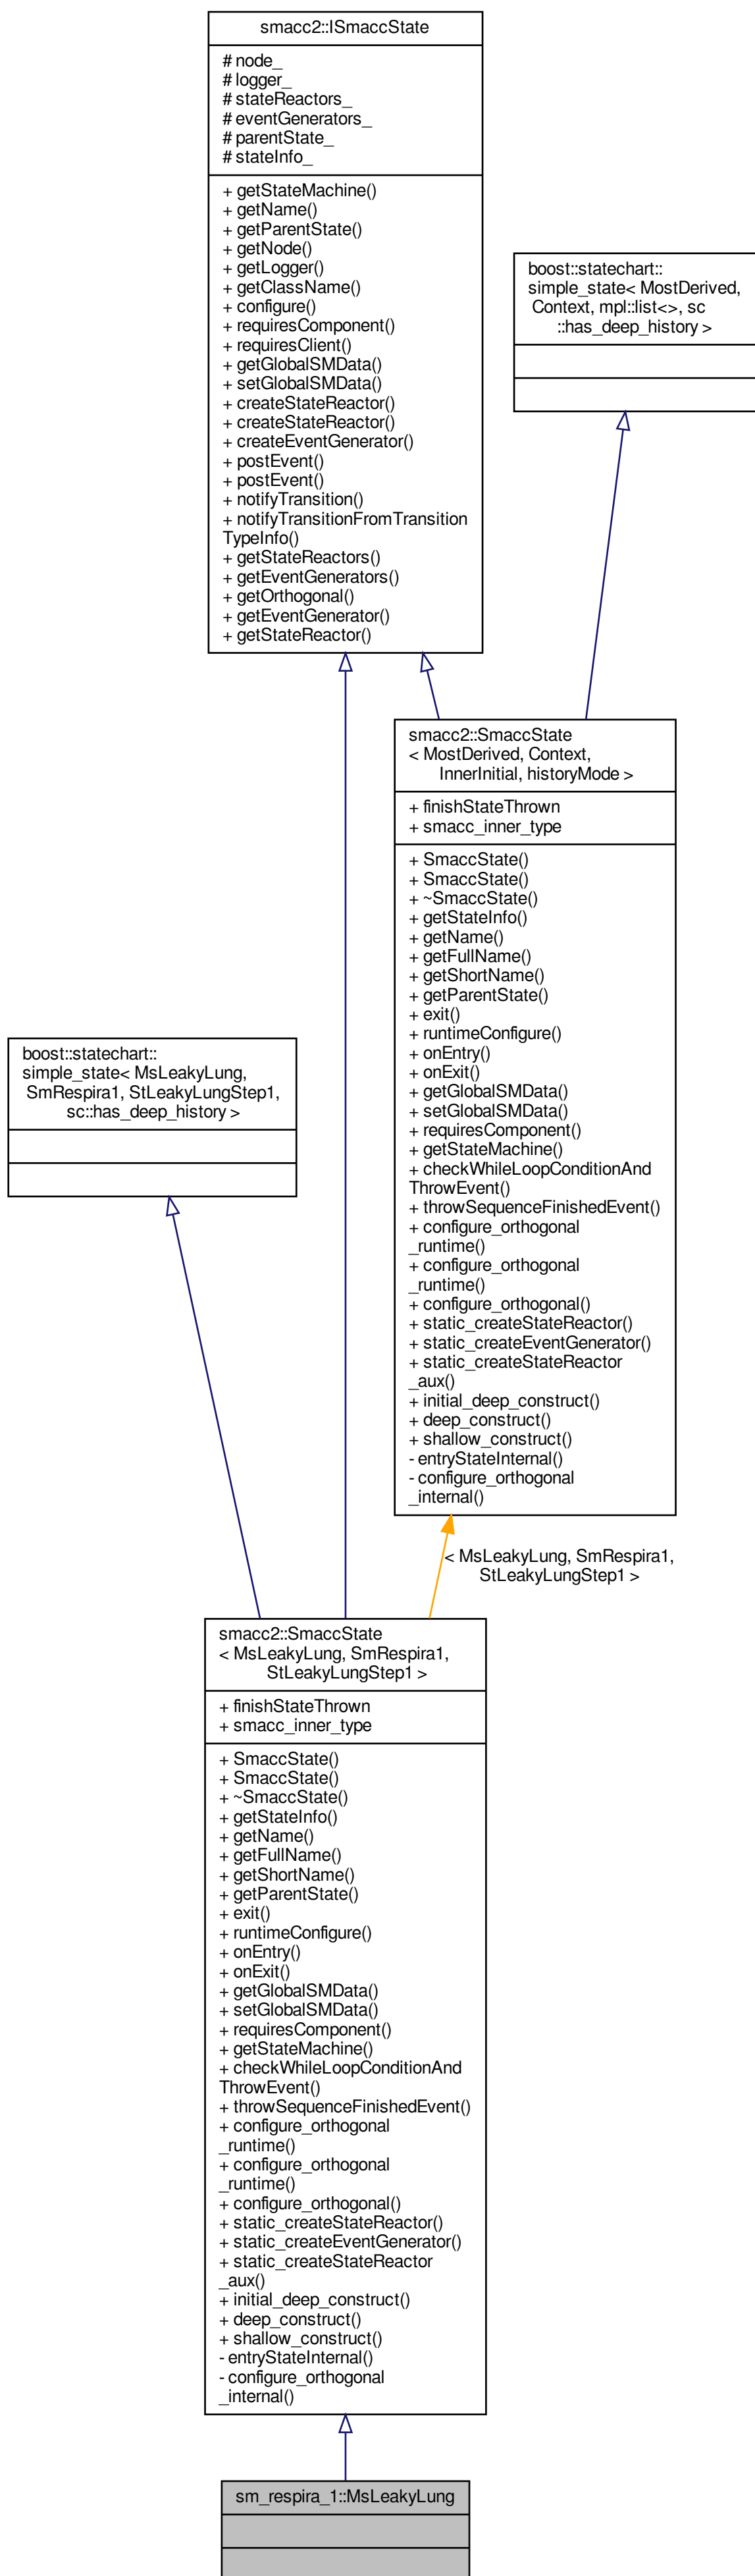 smacc2::ISmaccState
# node_
# logger_
# stateReactors_
# eventGenerators_
# parentState_
# stateInfo_
+ getStateMachine()
+ getName()
+ getParentState()
+ getNode()
+ getLogger()
+ getClassName()
+ configure()
+ requiresComponent()
+ requiresClient()
+ getGlobalSMData()
+ setGlobalSMData()
+ createStateReactor()
+ createStateReactor()
+ createEventGenerator()
+ postEvent()
+ postEvent()
+ notifyTransition()
+ notifyTransitionFromTransition
TypeInfo()
+ getStateReactors()
+ getEventGenerators()
+ getOrthogonal()
+ getEventGenerator()
+ getStateReactor()
boost::statechart::
simple_state< MostDerived,
Context, mpl::list<>, sc
::has_deep_history >
smacc2::SmaccState
< MostDerived, Context,
InnerInitial, historyMode >
+ finishStateThrown
+ smacc_inner_type
+ SmaccState()
+ SmaccState()
+ ~SmaccState()
+ getStateInfo()
+ getName()
+ getFullName()
+ getShortName()
+ getParentState()
+ exit()
+ runtimeConfigure()
+ onEntry()
+ onExit()
+ getGlobalSMData()
+ setGlobalSMData()
+ requiresComponent()
+ getStateMachine()
+ checkWhileLoopConditionAnd
ThrowEvent()
+ throwSequenceFinishedEvent()
+ configure_orthogonal
_runtime()
+ configure_orthogonal
_runtime()
+ configure_orthogonal()
+ static_createStateReactor()
+ static_createEventGenerator()
+ static_createStateReactor
_aux()
+ initial_deep_construct()
+ deep_construct()
+ shallow_construct()
- entryStateInternal()
- configure_orthogonal
_internal()
boost::statechart::
simple_state< MsLeakyLung,
SmRespira1, StLeakyLungStep1,
sc::has_deep_history >
< MsLeakyLung, SmRespira1,
StLeakyLungStep1 >
smacc2::SmaccState
< MsLeakyLung, SmRespira1,
StLeakyLungStep1 >
+ finishStateThrown
+ smacc_inner_type
+ SmaccState()
+ SmaccState()
+ ~SmaccState()
+ getStateInfo()
+ getName()
+ getFullName()
+ getShortName()
+ getParentState()
+ exit()
+ runtimeConfigure()
+ onEntry()
+ onExit()
+ getGlobalSMData()
+ setGlobalSMData()
+ requiresComponent()
+ getStateMachine()
+ checkWhileLoopConditionAnd
ThrowEvent()
+ throwSequenceFinishedEvent()
+ configure_orthogonal
_runtime()
+ configure_orthogonal
_runtime()
+ configure_orthogonal()
+ static_createStateReactor()
+ static_createEventGenerator()
+ static_createStateReactor
_aux()
+ initial_deep_construct()
+ deep_construct()
+ shallow_construct()
- entryStateInternal()
- configure_orthogonal
_internal()
sm_respira_1::MsLeakyLung